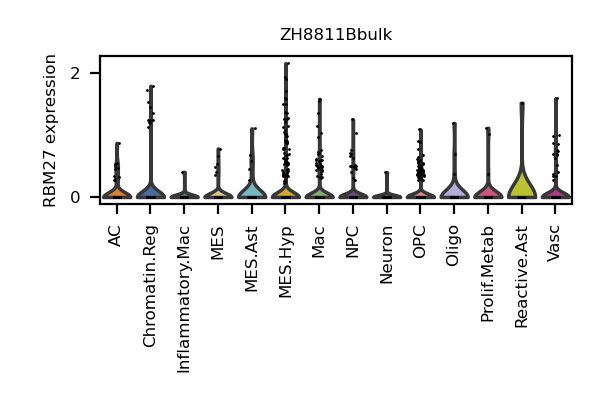 ZH8811Bbulk
RBM27 expression
2
0
AC
Chromatin.Reg
Inflammatory.Mac
MES
MES.Ast
MES.Hyp
Mac
NPC
Neuron
OPC
Oligo
Prolif.Metab
Reactive.Ast
Vasc